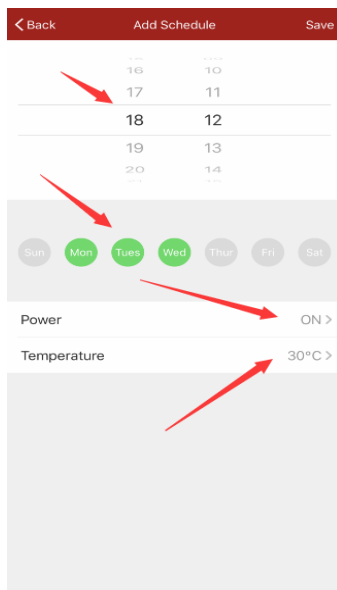 Back Add Schedule Save
16 10
17 11
18 12
19 13
20 14
Sun Mon Tues Wed Thur Fri Sat
Power ON
Temperature 30°C